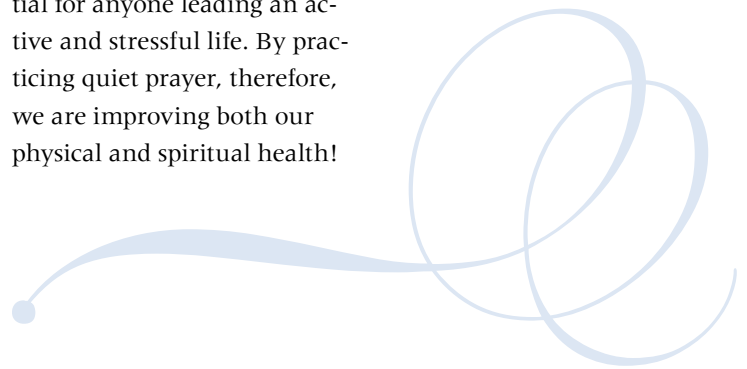 tial for anyone leading an ac-
tive and stressful life. By prac-
ticing quiet prayer, therefore,
we are improving both our
physical and spiritual health!